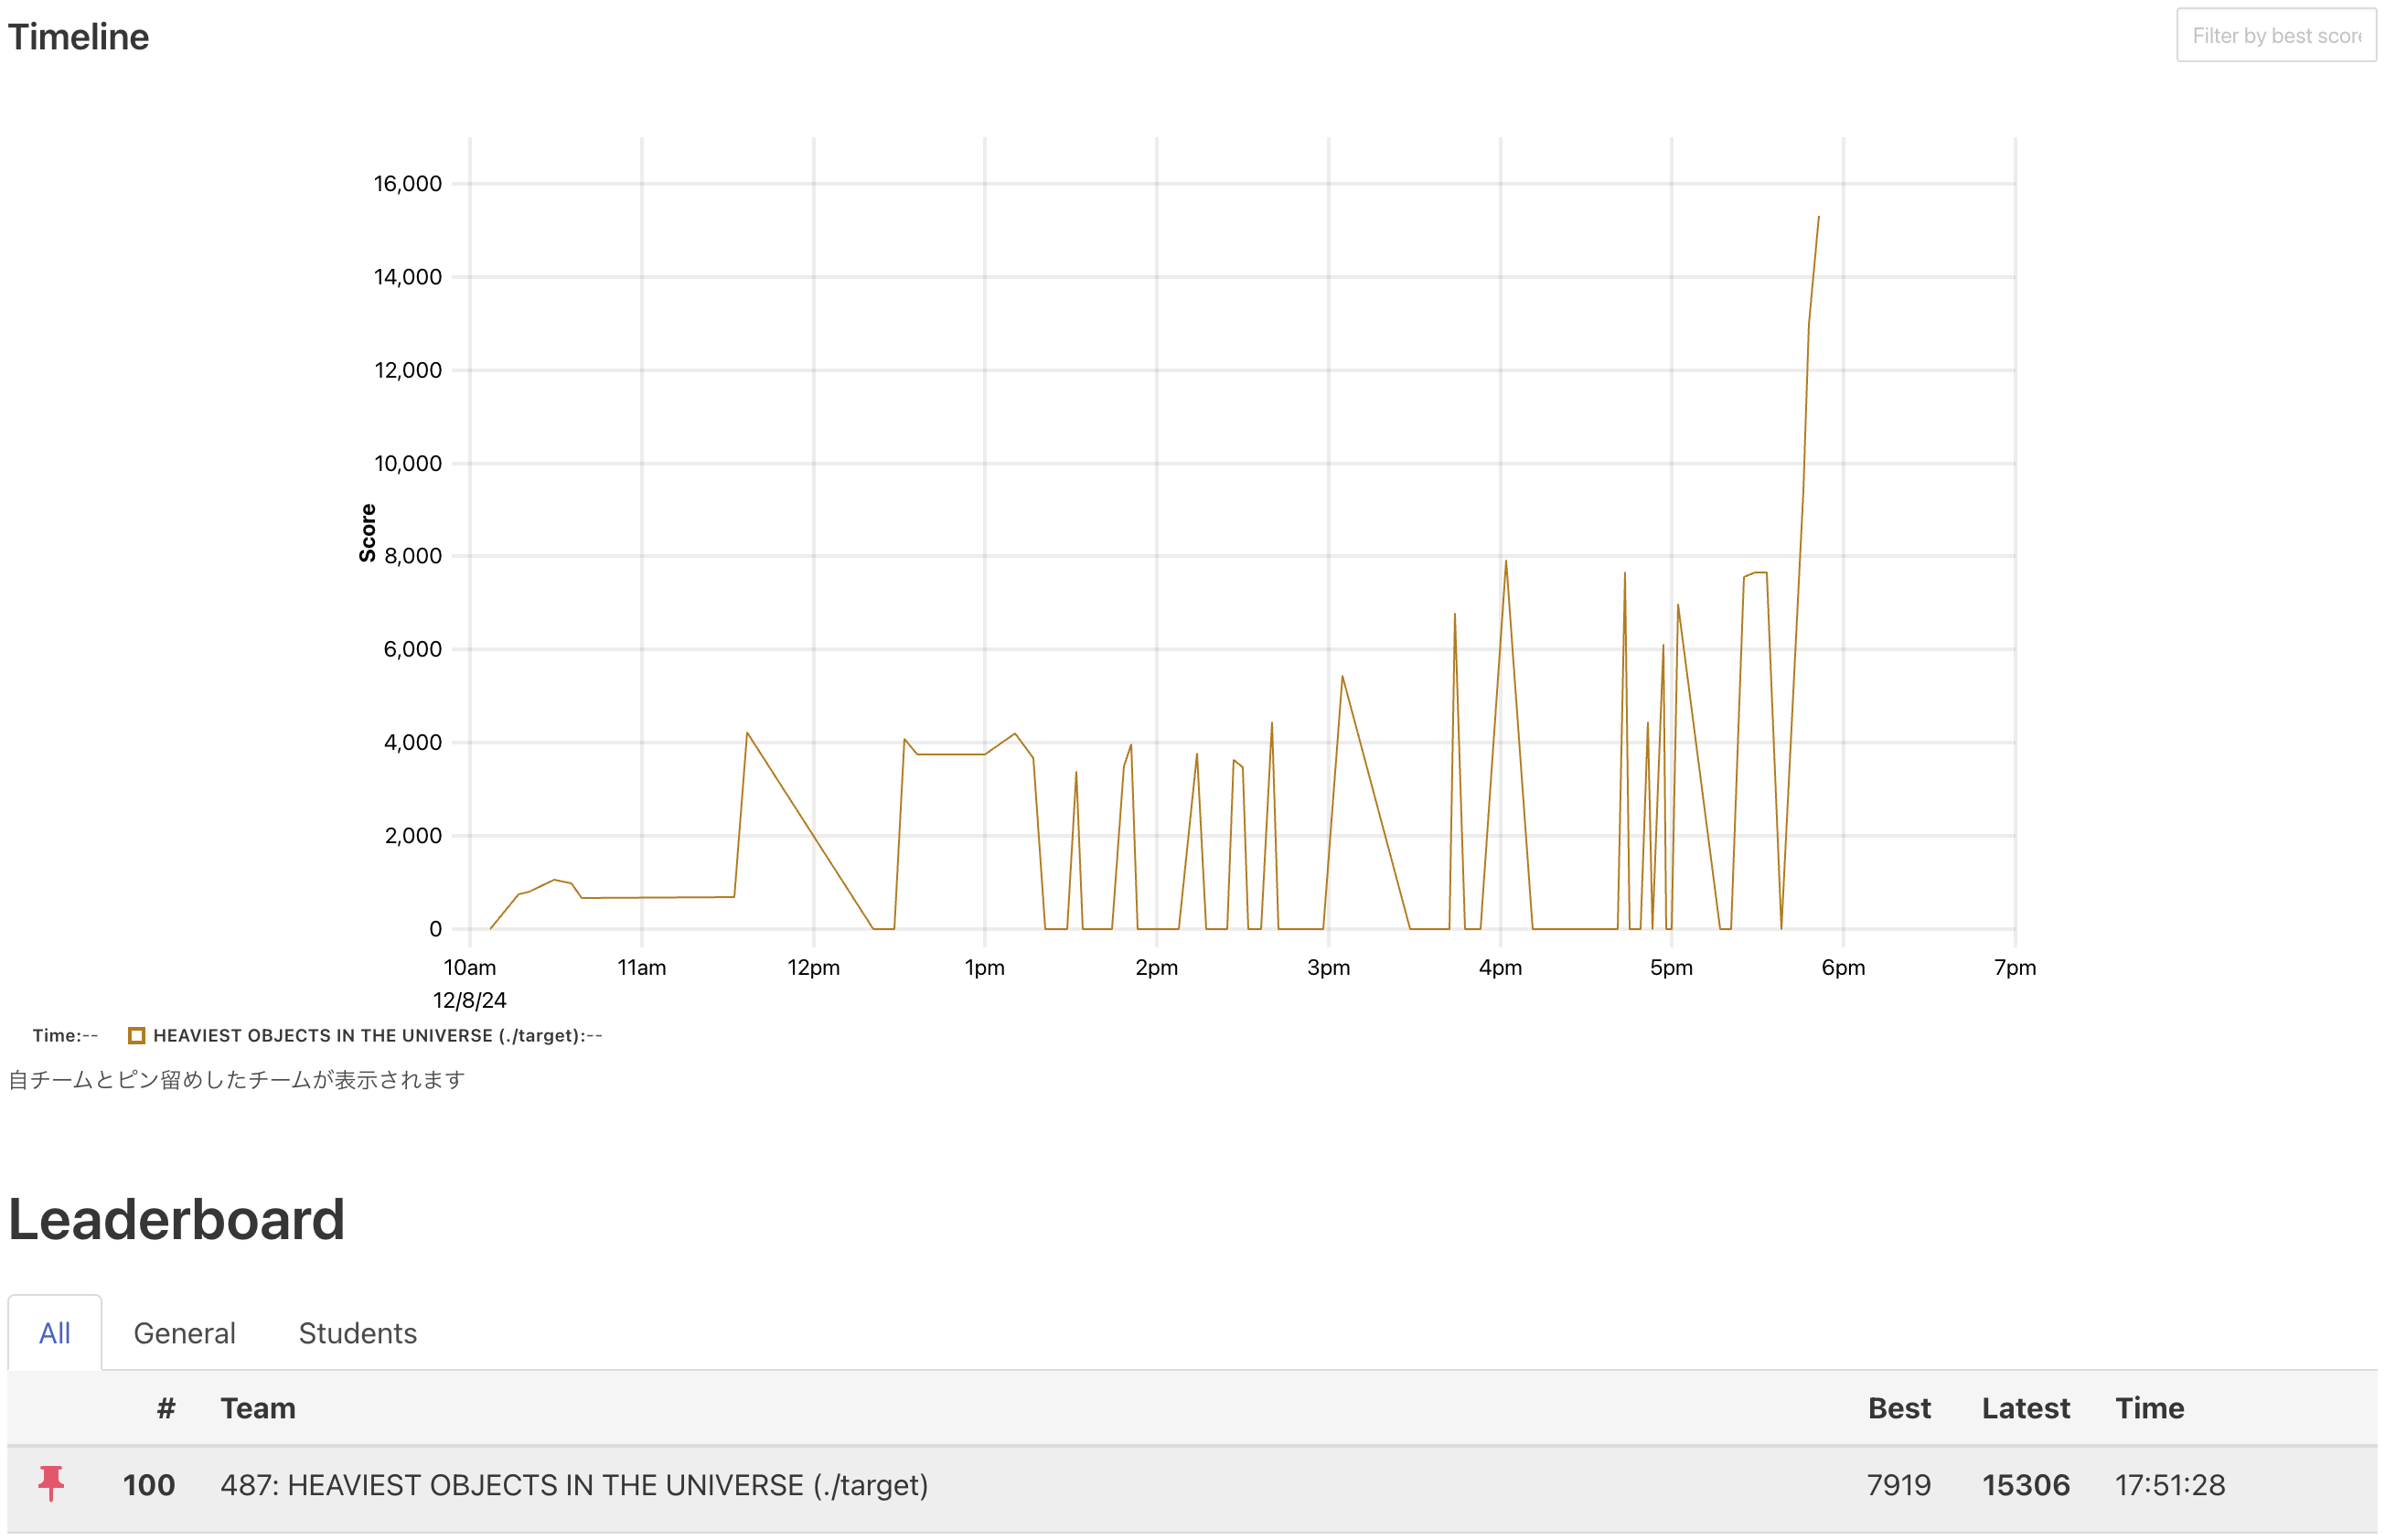 Timeline
Filter by best score
16,000
14,000
12,000
10,000
8,000
6,000
4,000
2,000
0
Score
10am 11am 12pm 1pm 2pm 3pm 4pm 5pm 6pm 7pm
12/8/24
Time:-- HEAVIEST OBJECTS IN THE UNIVERSE (./target):--
自チームとピン留めしたチームが表示されます
Leaderboard
All General Students
# Team Best Latest Time
100 487: HEAVIEST OBJECTS IN THE UNIVERSE (./target) 7919 15306 17:51:28